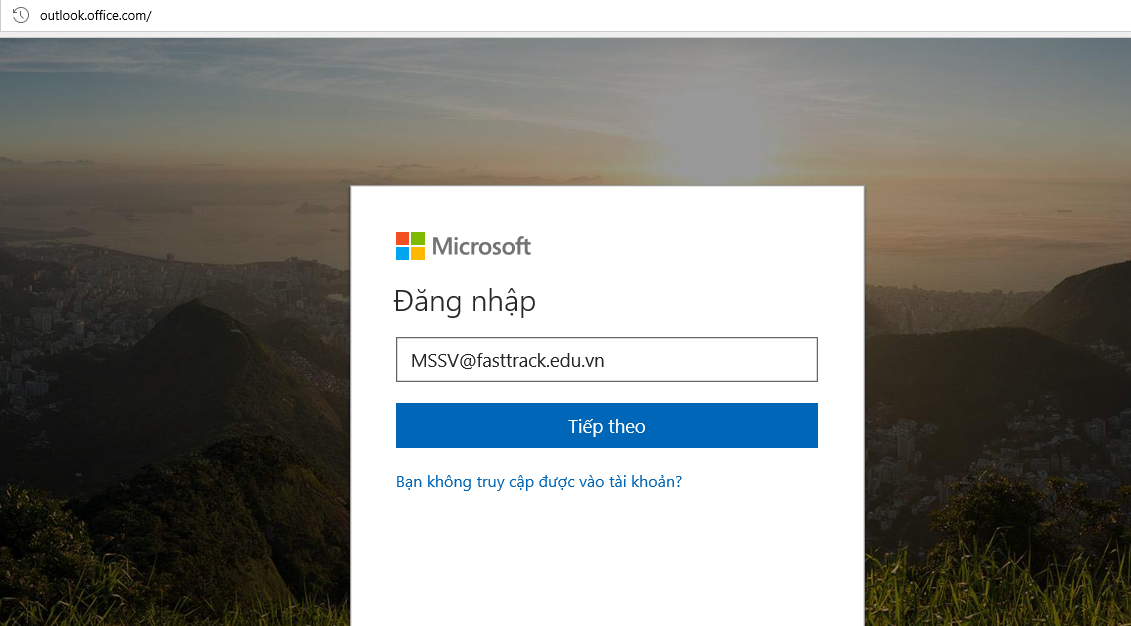 outlook.office.com/
Microsoft
Đăng nhập
MSSV@fasttrack.edu.vn
Tiếp theo
Bạn không truy cập được vào tài khoản?